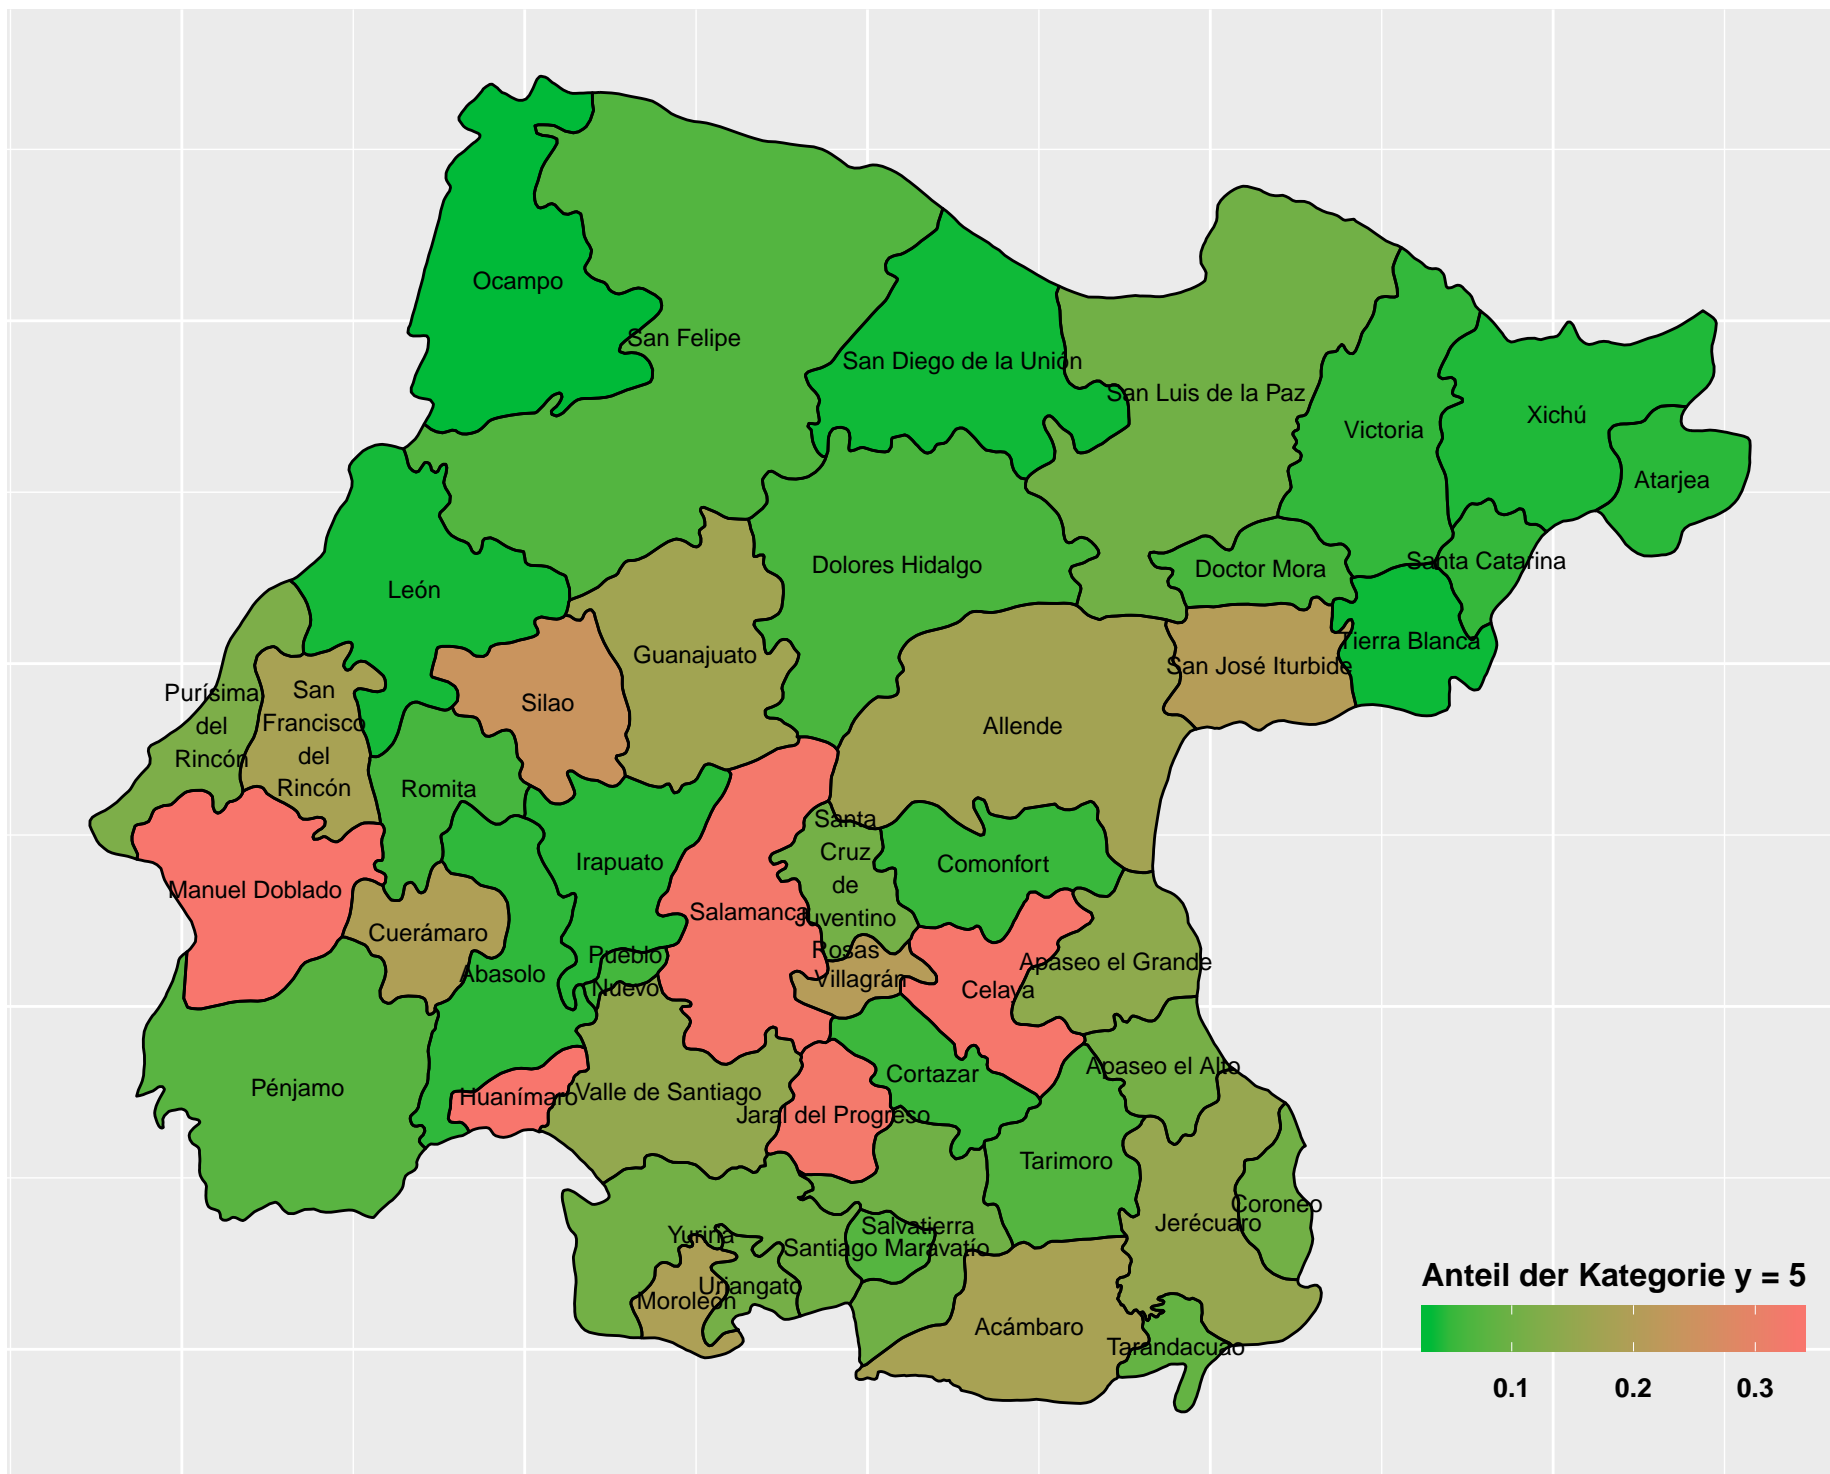 Ocampo
San Felipe
San Diego de la Unión
San Luis de la Paz
Victoria
Xichú
Atarjea
León
Dolores Hidalgo
Doctor Mora
Santa Catarina
Guanajuato
Tierra Blanca
San José Iturbide
Silao
Allende
Purísima
del
Rincón
San
Francisco
del
Rincón
Romita
Irapuato
Santa
Cruz
de
Juventino
Rosas
Comonfort
Manuel Doblado
Salamanca
Cuerámaro
Abasolo
Pueblo
Nuevo
Villagrán
Celaya
Apaseo el Grande
Apaseo el Alto
Pénjamo
Huanímaro
Valle de Santiago
Jaral del Progreso
Cortazar
Tarimoro
Coroneo
Jerécuaro
Yuriria
Salvatierra
Santiago Maravatío
Uriangato
Moroleón
Acámbaro
Tarandacuao
Anteil der Kategorie y = 5
0.1 0.2 0.3